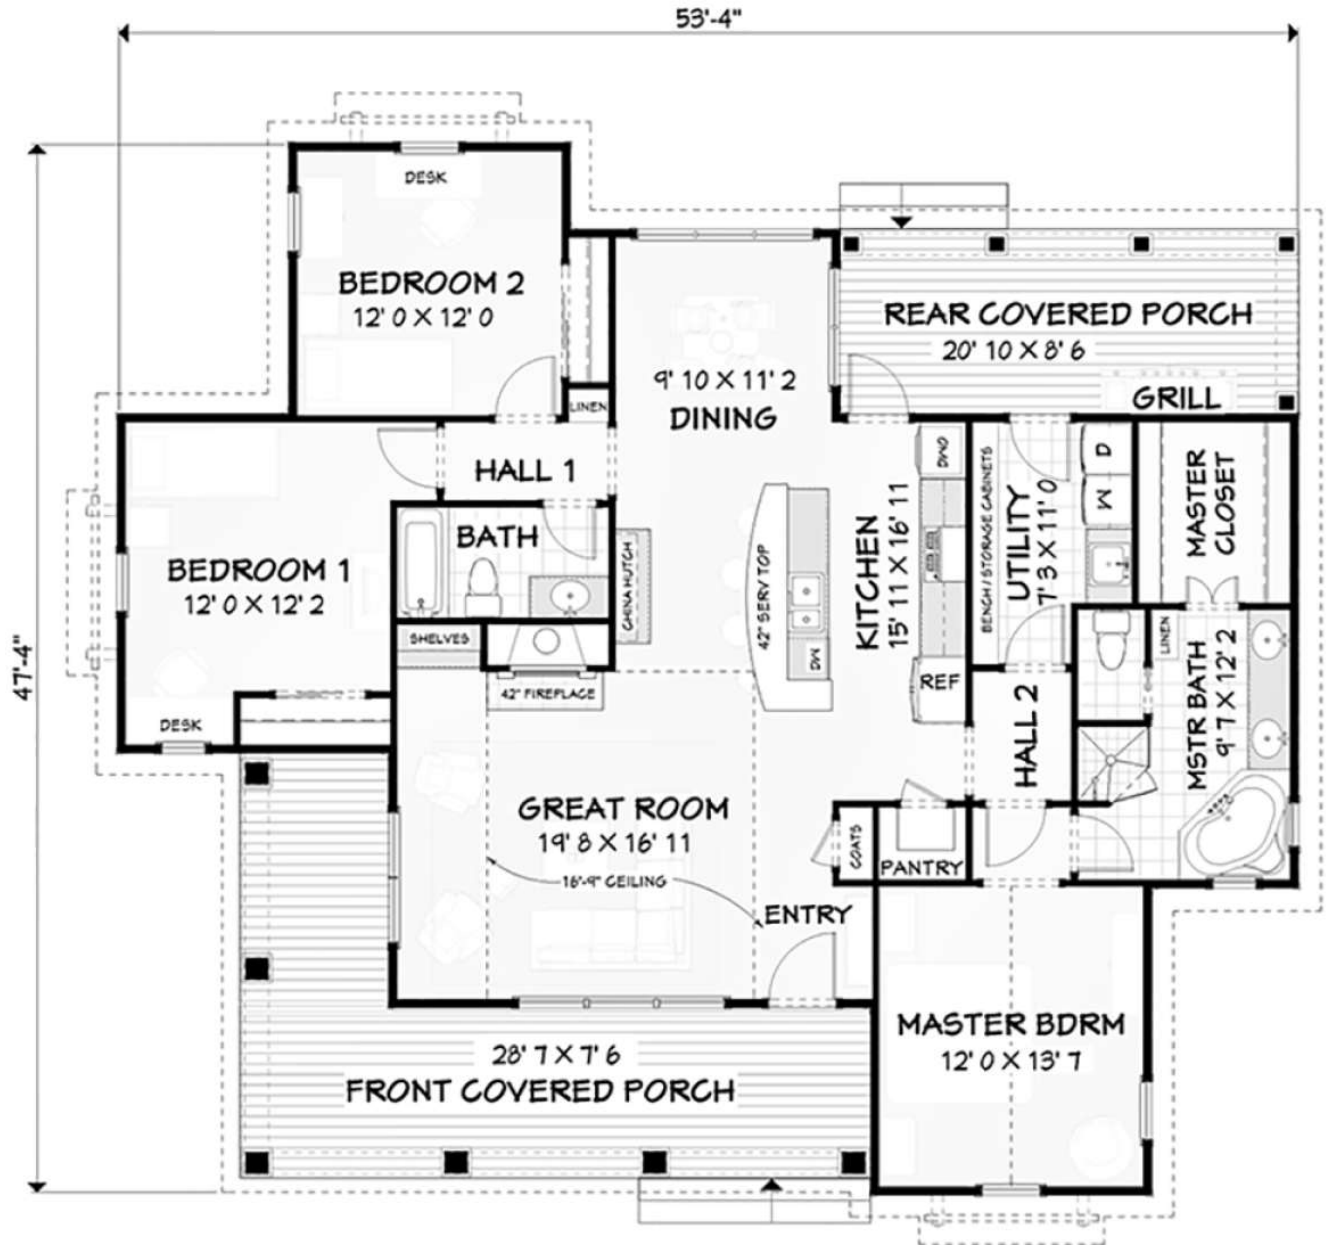 53'-4"
47'-4"
DESK
BEDROOM 2
12' 0 X 12' 0
LINEN
9' 10 X 11' 2
DINING
REAR COVERED PORCH
20' 10 X 8' 6
GRILL
HALL 1
BATH
BEDROOM 1
12' 0 X 12' 2
DESK
SHELVES
42" FIREPLACE
CHINA HUTCH
42" SERV TOP
DW
KITCHEN
15' 11 X 16' 11
REF
BENCH / STORAGE CABINETS
UTILITY
7' 3 X 11' 0
D
W
MASTER
CLOSET
LINEN
MSTR BATH
9' 7 X 12' 2
HALL 2
GREAT ROOM
19' 8 X 16' 11
16'-9" CEILING
COATS
PANTRY
ENTRY
MASTER BDRM
12' 0 X 13' 7
28' 7 X 7' 6
FRONT COVERED PORCH